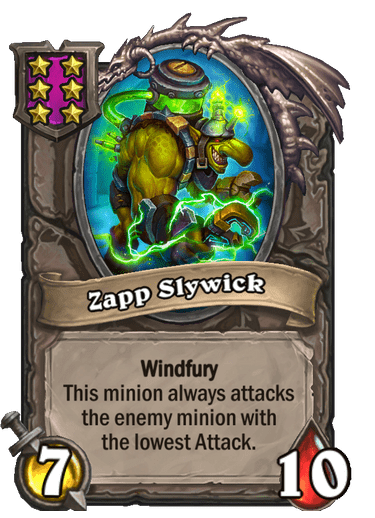 Zapp Slywick
Windfury
This minion always attacks
the enemy minion with
the lowest Attack.
7
10